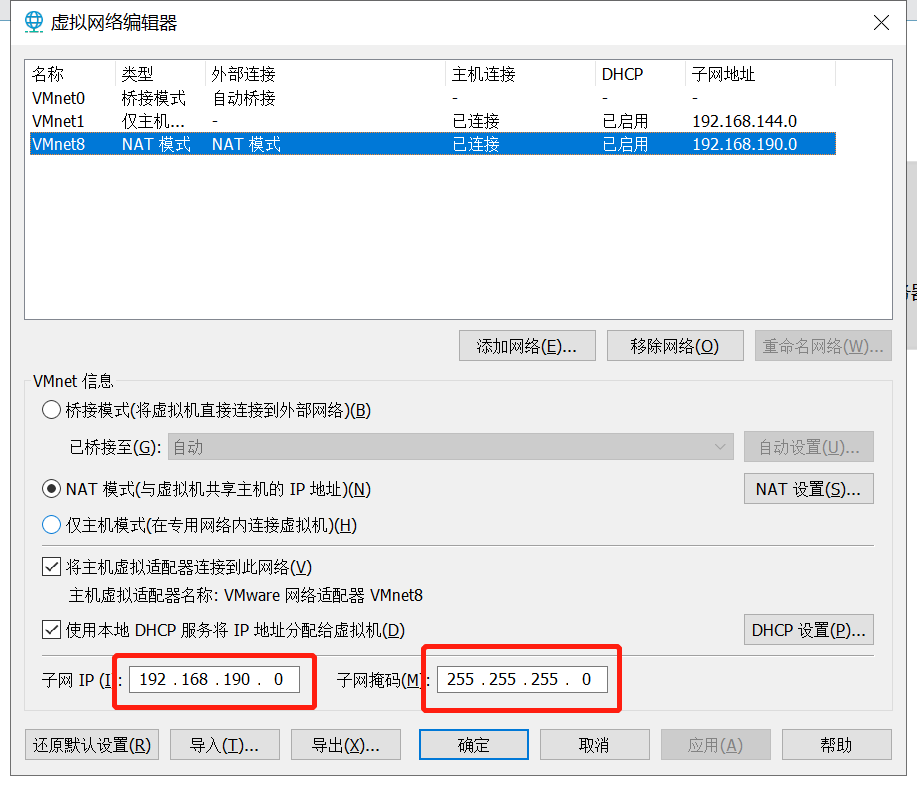 虚拟网络编辑器
名称 类型 外部连接 主机连接 DHCP 子网地址
VMnet0 桥接模式 自动桥接 - - -
VMnet1 仅主机... - 已连接 已启用 192.168.144.0
VMnet8 NAT 模式 NAT 模式 已连接 已启用 192.168.190.0
添加网络(E)... 移除网络(O) 重命名网络(W)...
VMnet 信息
桥接模式(将虚拟机直接连接到外部网络)(B)
已桥接至(G): 自动 自动设置(U)...
NAT 模式(与虚拟机共享主机的 IP 地址)(N) NAT 设置(S)...
仅主机模式(在专用网络内连接虚拟机)(H)
将主机虚拟适配器连接到此网络(V)
主机虚拟适配器名称: VMware 网络适配器 VMnet8
使用本地 DHCP 服务将 IP 地址分配给虚拟机(D) DHCP 设置(P)...
子网 IP (I): 192 . 168 . 190 . 0 子网掩码(M): 255 . 255 . 255 . 0
还原默认设置(R) 导入(T)... 导出(X)... 确定 取消 应用(A) 帮助